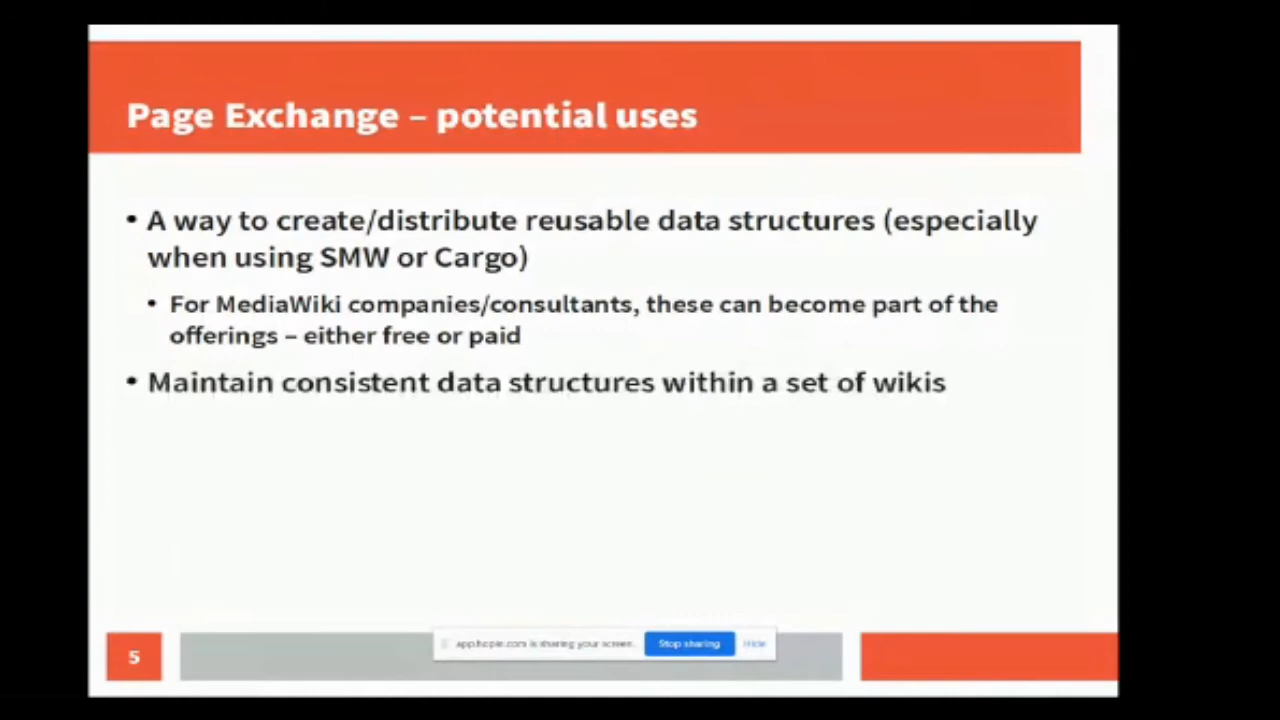 Page Exchange – potential uses
• A way to create/distribute reusable data structures (especially
when using SMW or Cargo)
• For MediaWiki companies/consultants, these can become part of the
offerings – either free or paid
• Maintain consistent data structures within a set of wikis
5
app.hopin.com is sharing your screen.
Stop sharing
Hide